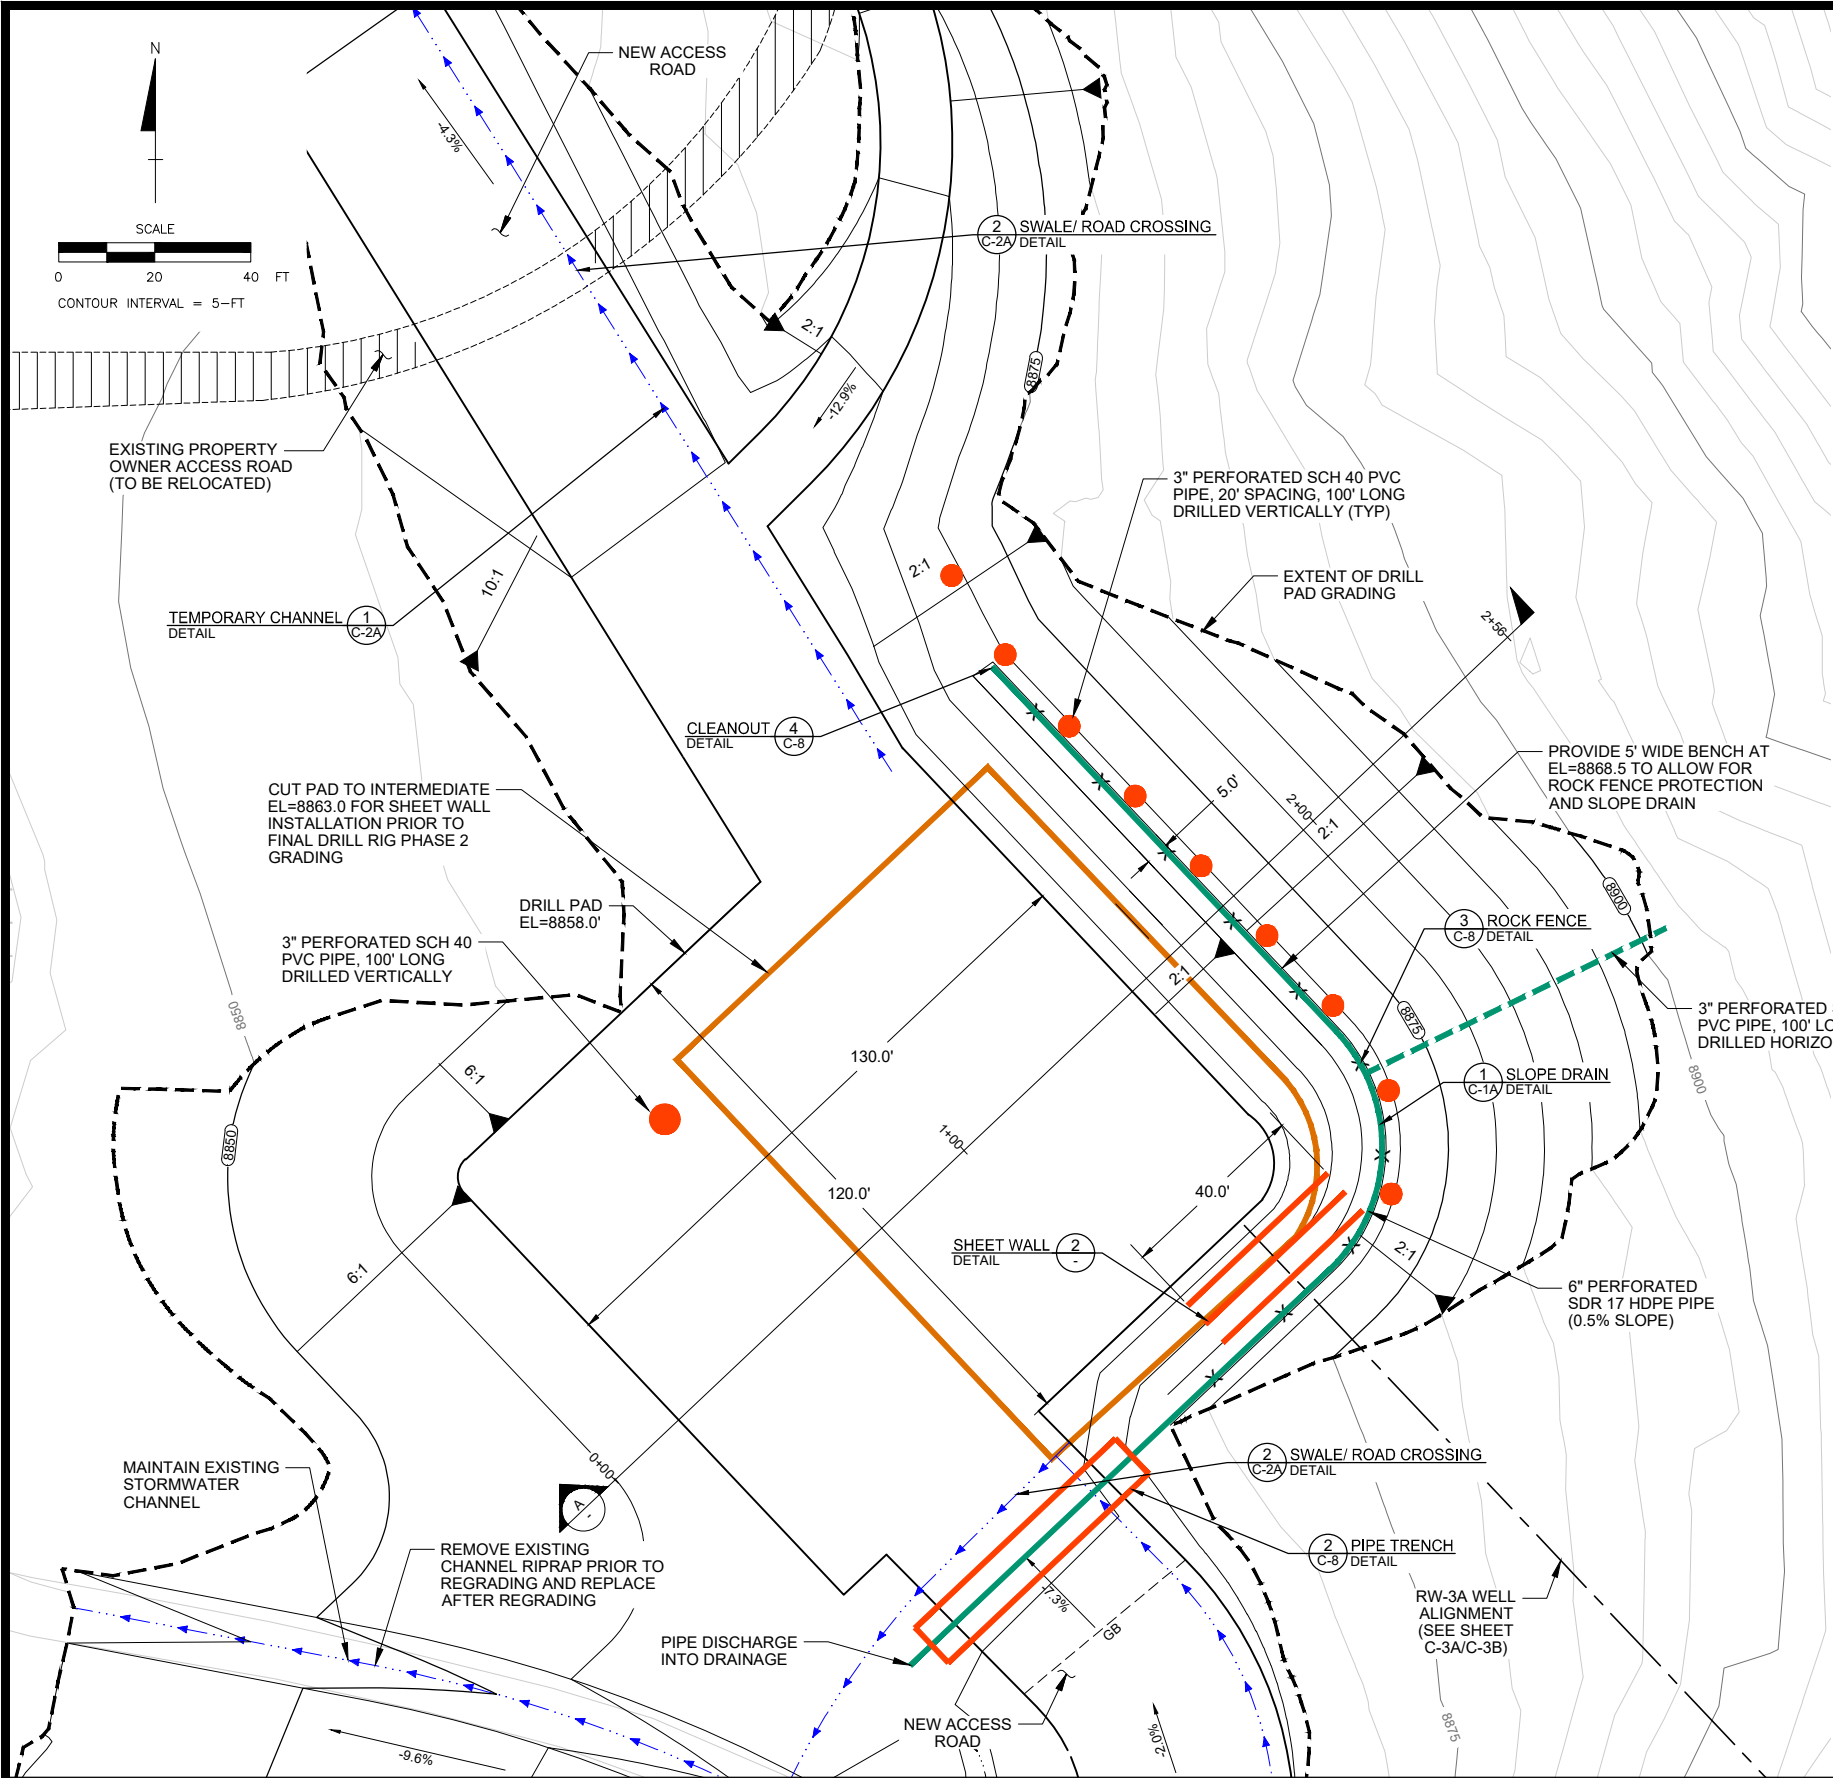 N
SCALE
0 20 40 FT
CONTOUR INTERVAL = 5-FT
NEW ACCESS
ROAD
-4.3%
2
C-2A
SWALE/ ROAD CROSSING
DETAIL
2:1
-12.9%
8875
EXISTING PROPERTY
OWNER ACCESS ROAD
(TO BE RELOCATED)
3" PERFORATED SCH 40 PVC
PIPE, 20' SPACING, 100' LONG
DRILLED VERTICALLY (TYP)
2:1
10:1
EXTENT OF DRILL
PAD GRADING
TEMPORARY CHANNEL
DETAIL
1
C-2A
2+56
CLEANOUT
DETAIL
4
C-8
PROVIDE 5' WIDE BENCH AT
EL=8868.5 TO ALLOW FOR
ROCK FENCE PROTECTION
AND SLOPE DRAIN
5.0'
2+00
2:1
CUT PAD TO INTERMEDIATE
EL=8863.0 FOR SHEET WALL
INSTALLATION PRIOR TO
FINAL DRILL RIG PHASE 2
GRADING
8900
DRILL PAD
EL=8858.0'
3
C-8
ROCK FENCE
DETAIL
3" PERFORATED SCH 40
PVC PIPE, 100' LONG
DRILLED VERTICALLY
2:1
8850
8875
3" PERFORATED
PVC PIPE, 100' LO
DRILLED HORIZO
130.0'
6:1
1
C-1A
SLOPE DRAIN
DETAIL
8900
8850
1+00
120.0'
40.0'
SHEET WALL
DETAIL
2
-
2:1
6:1
6" PERFORATED
SDR 17 HDPE PIPE
(0.5% SLOPE)
2
C-2A
SWALE/ ROAD CROSSING
DETAIL
0+00
MAINTAIN EXISTING
STORMWATER
CHANNEL
A
-
REMOVE EXISTING
CHANNEL RIPRAP PRIOR TO
REGRADING AND REPLACE
AFTER REGRADING
2
C-8
PIPE TRENCH
DETAIL
-7.3%
GB
RW-3A WELL
ALIGNMENT
(SEE SHEET
C-3A/C-3B)
PIPE DISCHARGE
INTO DRAINAGE
NEW ACCESS
ROAD
-2.0%
8875
-9.6%